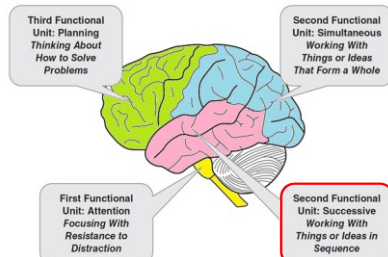 Third Functional
Unit: Planning
Thinking About
How to Solve
Problems
Second Functional
Unit: Simultaneous
Working With
Things or Ideas
That Form a Whole
First Functional
Unit: Attention
Focusing With
Resistance to
Distraction
Second Functional
Unit: Successive
Working With
Things or Ideas in
Sequence